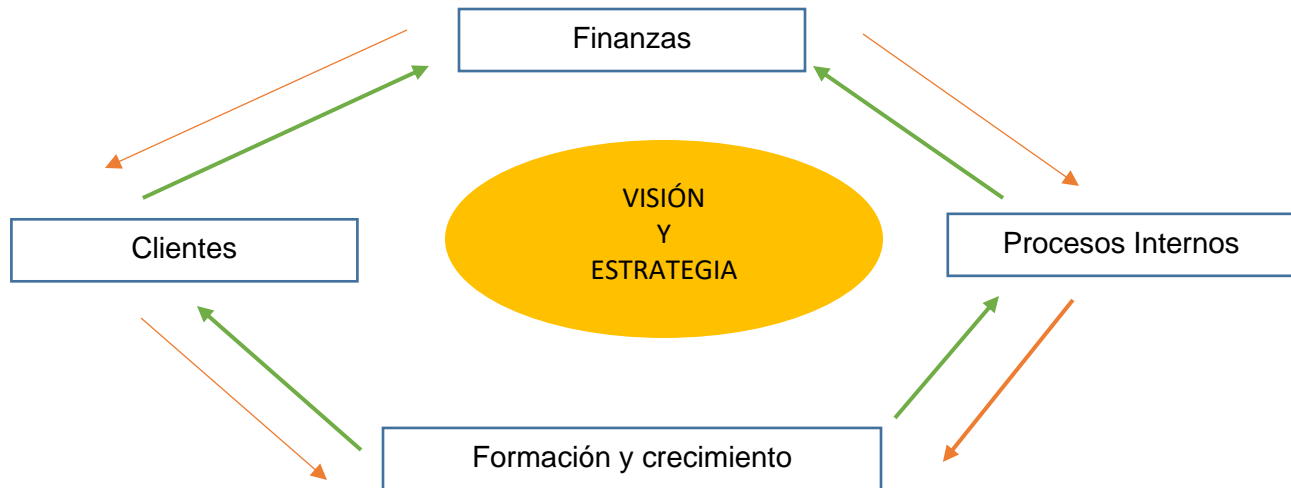 Finanzas
VISIÓN
Y
ESTRATEGIA
Clientes
Procesos Internos
Formación y crecimiento